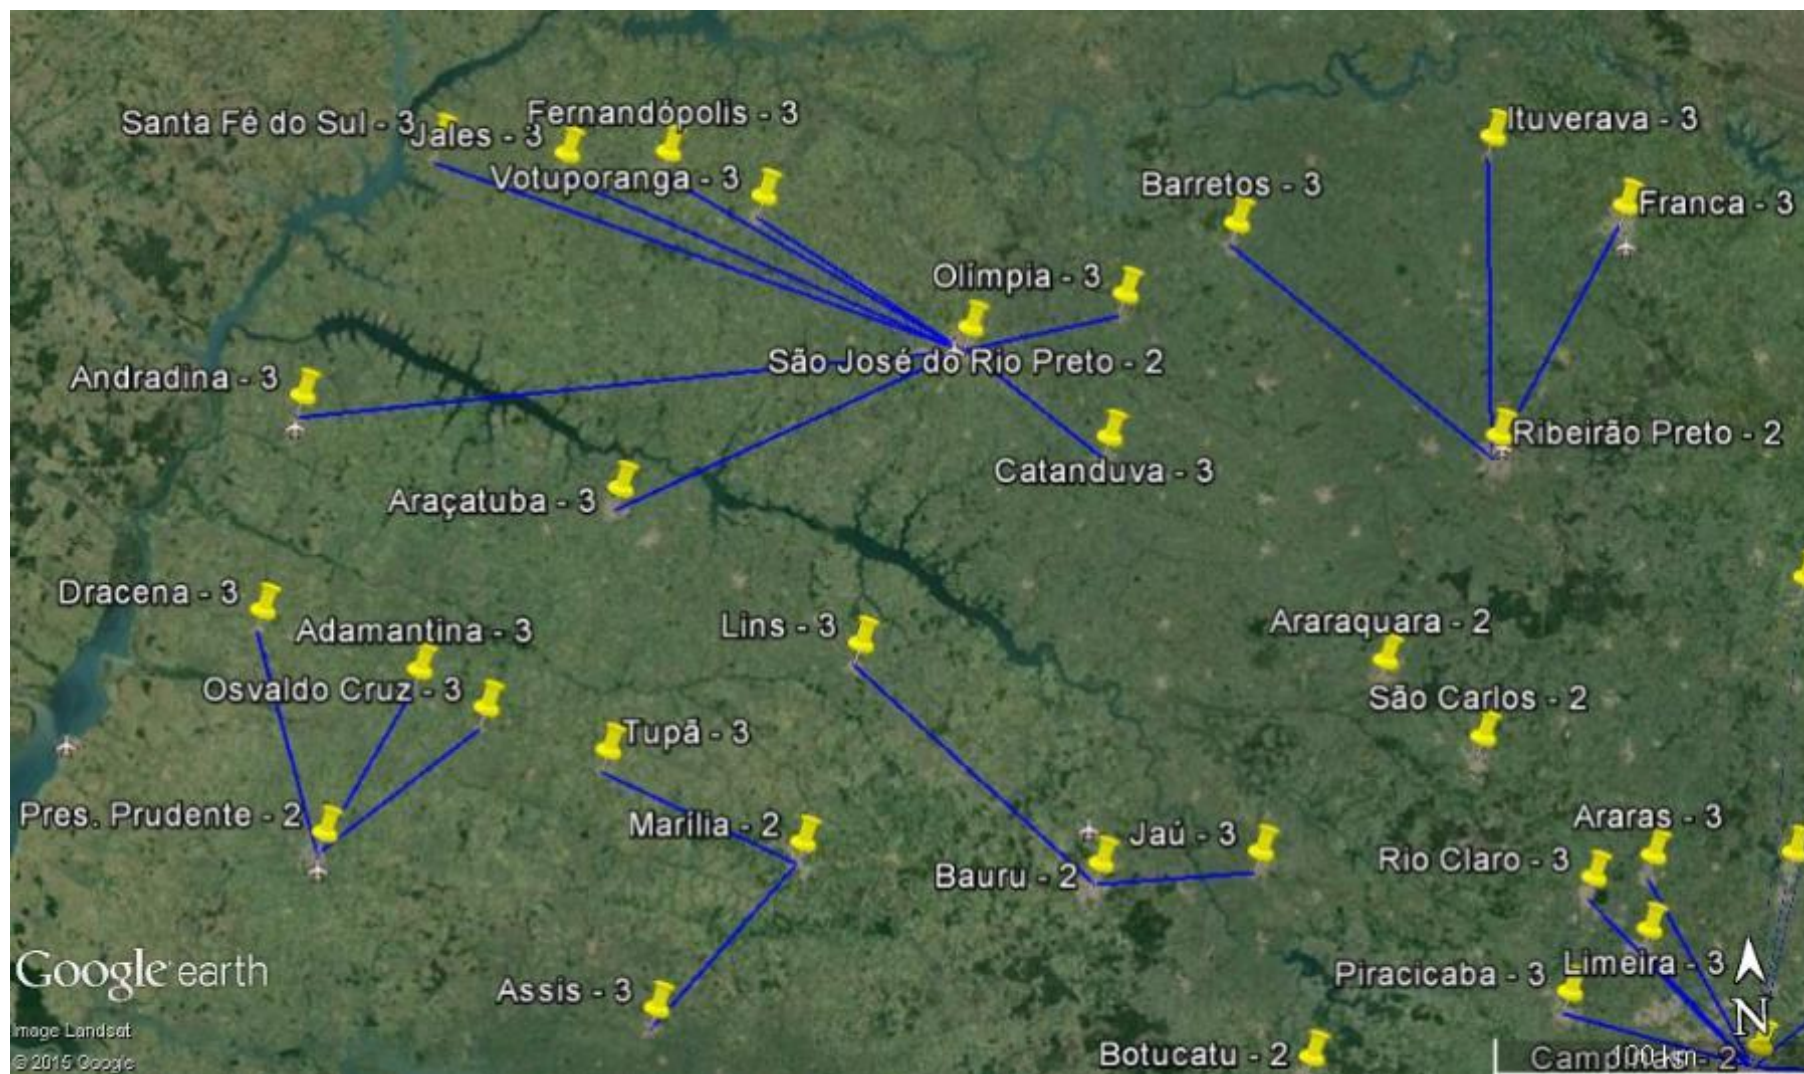 Santa Fé do Sul - 3
Fernandópolis - 3
Jales - 3
Ituverava - 3
Votuporanga - 3
Barretos - 3
Franca - 3
Olímpia - 3
São José do Rio Preto - 2
Andradina - 3
Ribeirão Preto - 2
Catanduva - 3
Araçatuba - 3
Dracena - 3
Adamantina - 3
Lins - 3
Araraquara - 2
Osvaldo Cruz - 3
São Carlos - 2
Tupã - 3
Pres. Prudente - 2
Marília - 2
Jaú - 3
Araras - 3
Bauru - 2
Rio Claro - 3
Google earth
Assis - 3
Piracicaba - 3
Limeira - 3
N
Image Landsat
© 2015 Google
Botucatu - 2
Campinas - 2
100 km